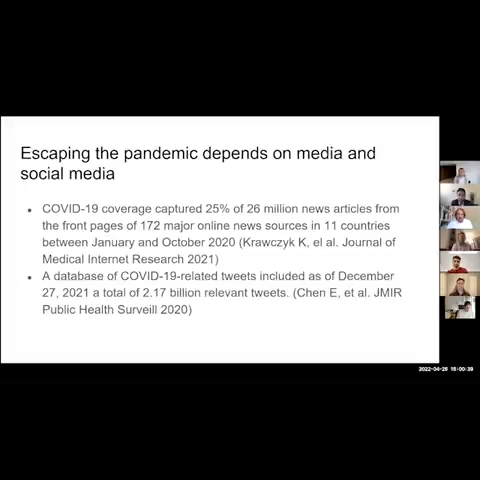 Escaping the pandemic depends on media and
social media
COVID-19 coverage captured 25% of 26 million news articles from
the front pages of 172 major online news sources in 11 countries
between January and October 2020 (Krawczyk K, el al. Journal of
Medical Internet Research 2021)
A database of COVID-19-related tweets included as of December
27, 2021 a total of 2.17 billion relevant tweets. (Chen E, et al. JMIR
Public Health Surveill 2020)
2022-04-25 15:00:39